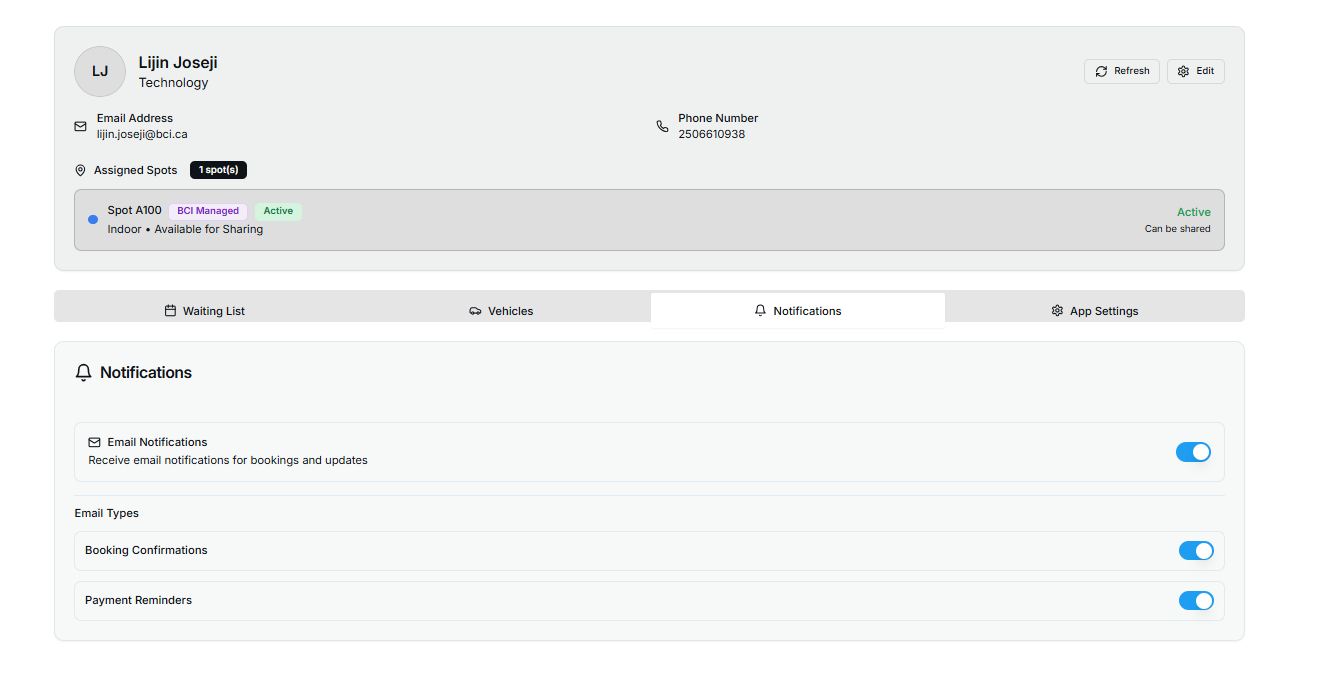 LJ
Lijin Joseji
Technology
Refresh
Edit
Email Address
lijin.joseji@bci.ca
Phone Number
2506610938
Assigned Spots
1 spot(s)
Spot A100
BCI Managed
Active
Indoor • Available for Sharing
Active
Can be shared
Waiting List
Vehicles
Notifications
App Settings
Notifications
Email Notifications
Receive email notifications for bookings and updates
Email Types
Booking Confirmations
Payment Reminders